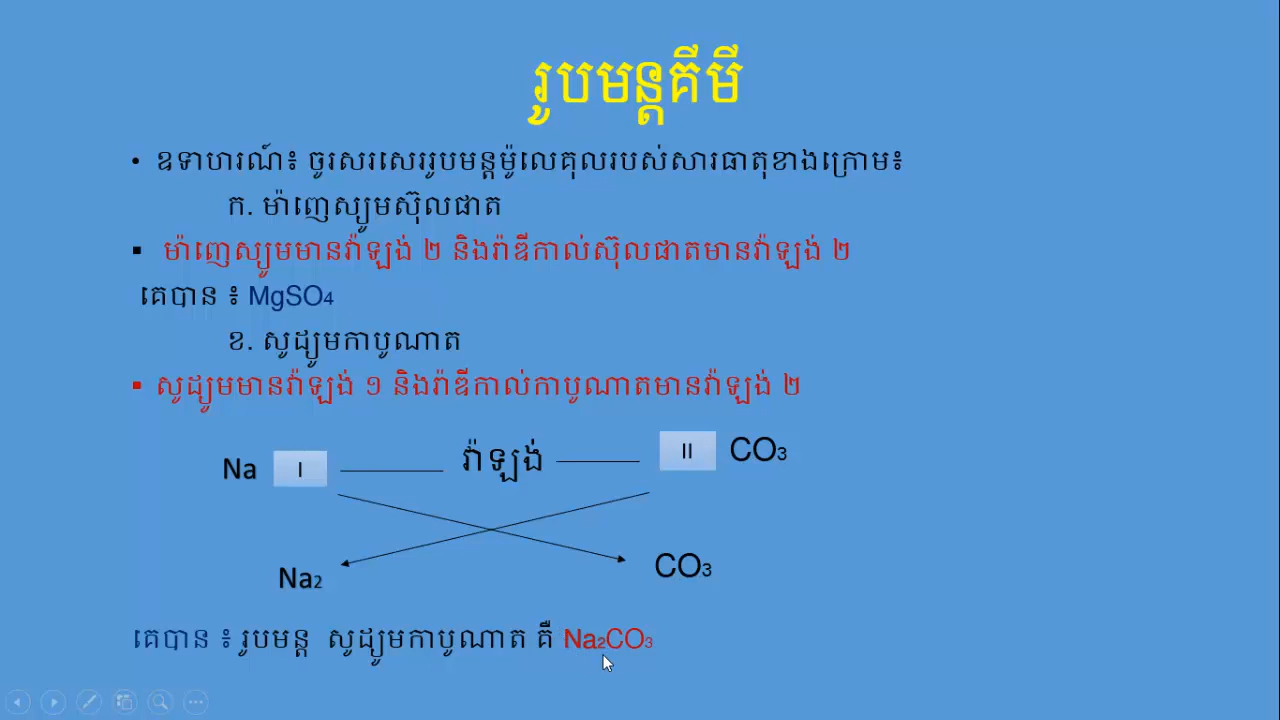 រូបមន្តគីមី
• ឧទាហរណ៍៖ ចូរសរសេររូបមន្តម៉ូលេគុលរបស់សារធាតុខាងក្រោម៖
ក. ម៉ាញេស្យូមស៊ុលផាត
▪ ម៉ាញេស្យូមមានវ៉ាឡង់ ២ និងរ៉ាឌីកាល់ស៊ុលផាតមានវ៉ាឡង់ ២
គេបាន ៖ MgSO4
ខ. សូដ្យូមកាបូណាត
▪ សូដ្យូមមានវ៉ាឡង់ ១ និងរ៉ាឌីកាល់កាបូណាតមានវ៉ាឡង់ ២
Na I វ៉ាឡង់ II CO3
Na2 CO3
គេបាន ៖ រូបមន្ត សូដ្យូមកាបូណាត គឺ Na2CO3